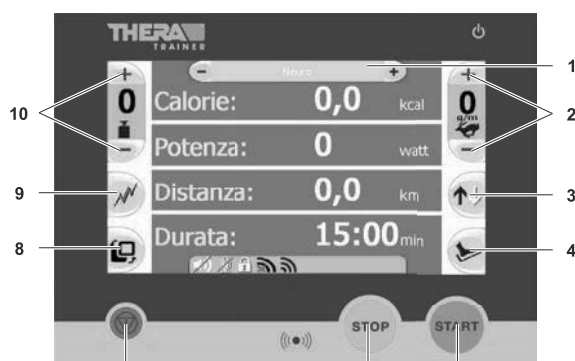 THERA
TRAINER
1
+
-
Neuro
+
+
10
0
Calorie:
0,0
kcal
0
g/m
2
-
Potenza:
0
watt
-
9
Distanza:
0,0
km
3
8
Durata:
15:00 min
4
STOP
START